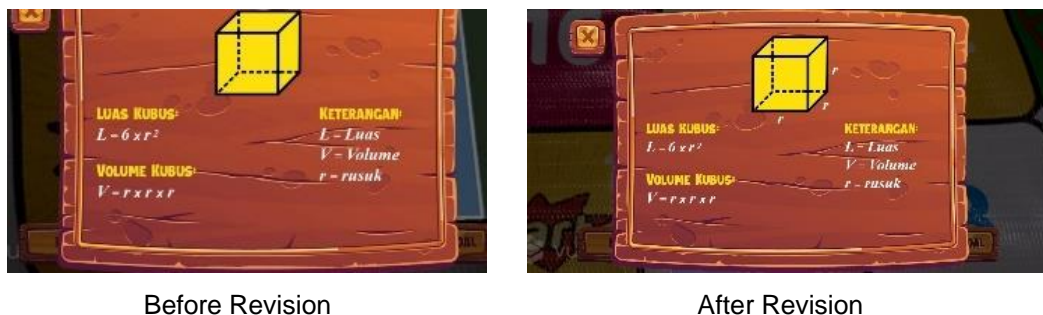 LUAS KUBUS:
L = 6 x r²
VOLUME KUBUS:
V = r x r x r
KETERANGAN:
L = Luas
V = Volume
r = rusuk
Before Revision
r
r
r
LUAS KUBUS:
L = 6 x r²
VOLUME KUBUS:
V = r x r x r
KETERANGAN:
L = Luas
V = Volume
r = rusuk
After Revision